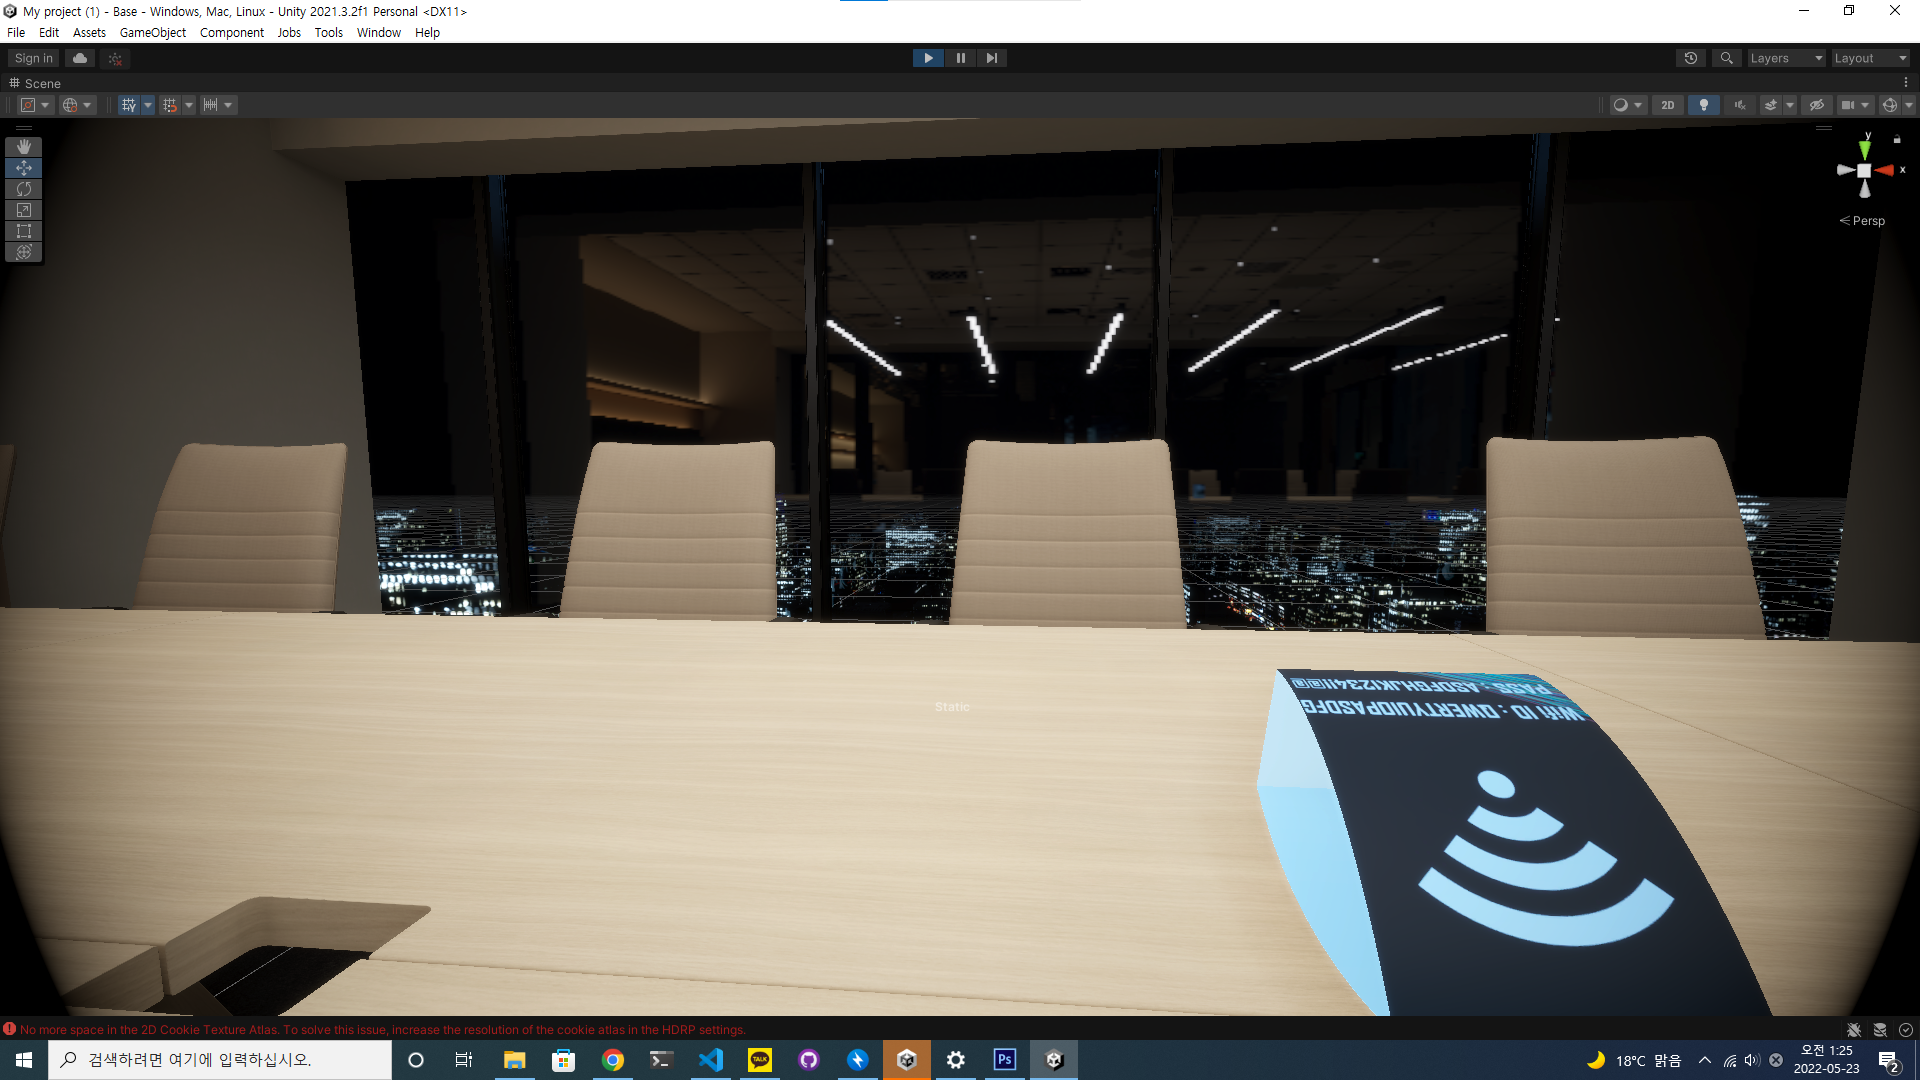 My project (1) - Base - Windows, Mac, Linux - Unity 2021.3.2f1 Personal <DX11>
File Edit Assets GameObject Component Jobs Tools Window Help
Sign in
Layers
Layout
Scene
2D
y
x
Persp
Static
PASS : ASDFGHJK1234!!@@
Wifi ID : QWERTYUIOPASDFG
No more space in the 2D Cookie Texture Atlas. To solve this issue, increase the resolution of the cookie atlas in the HDRP settings.
검색하려면 여기에 입력하십시오.
TALK
Ps
18°C 맑음
오전 1:25
2022-05-23
2